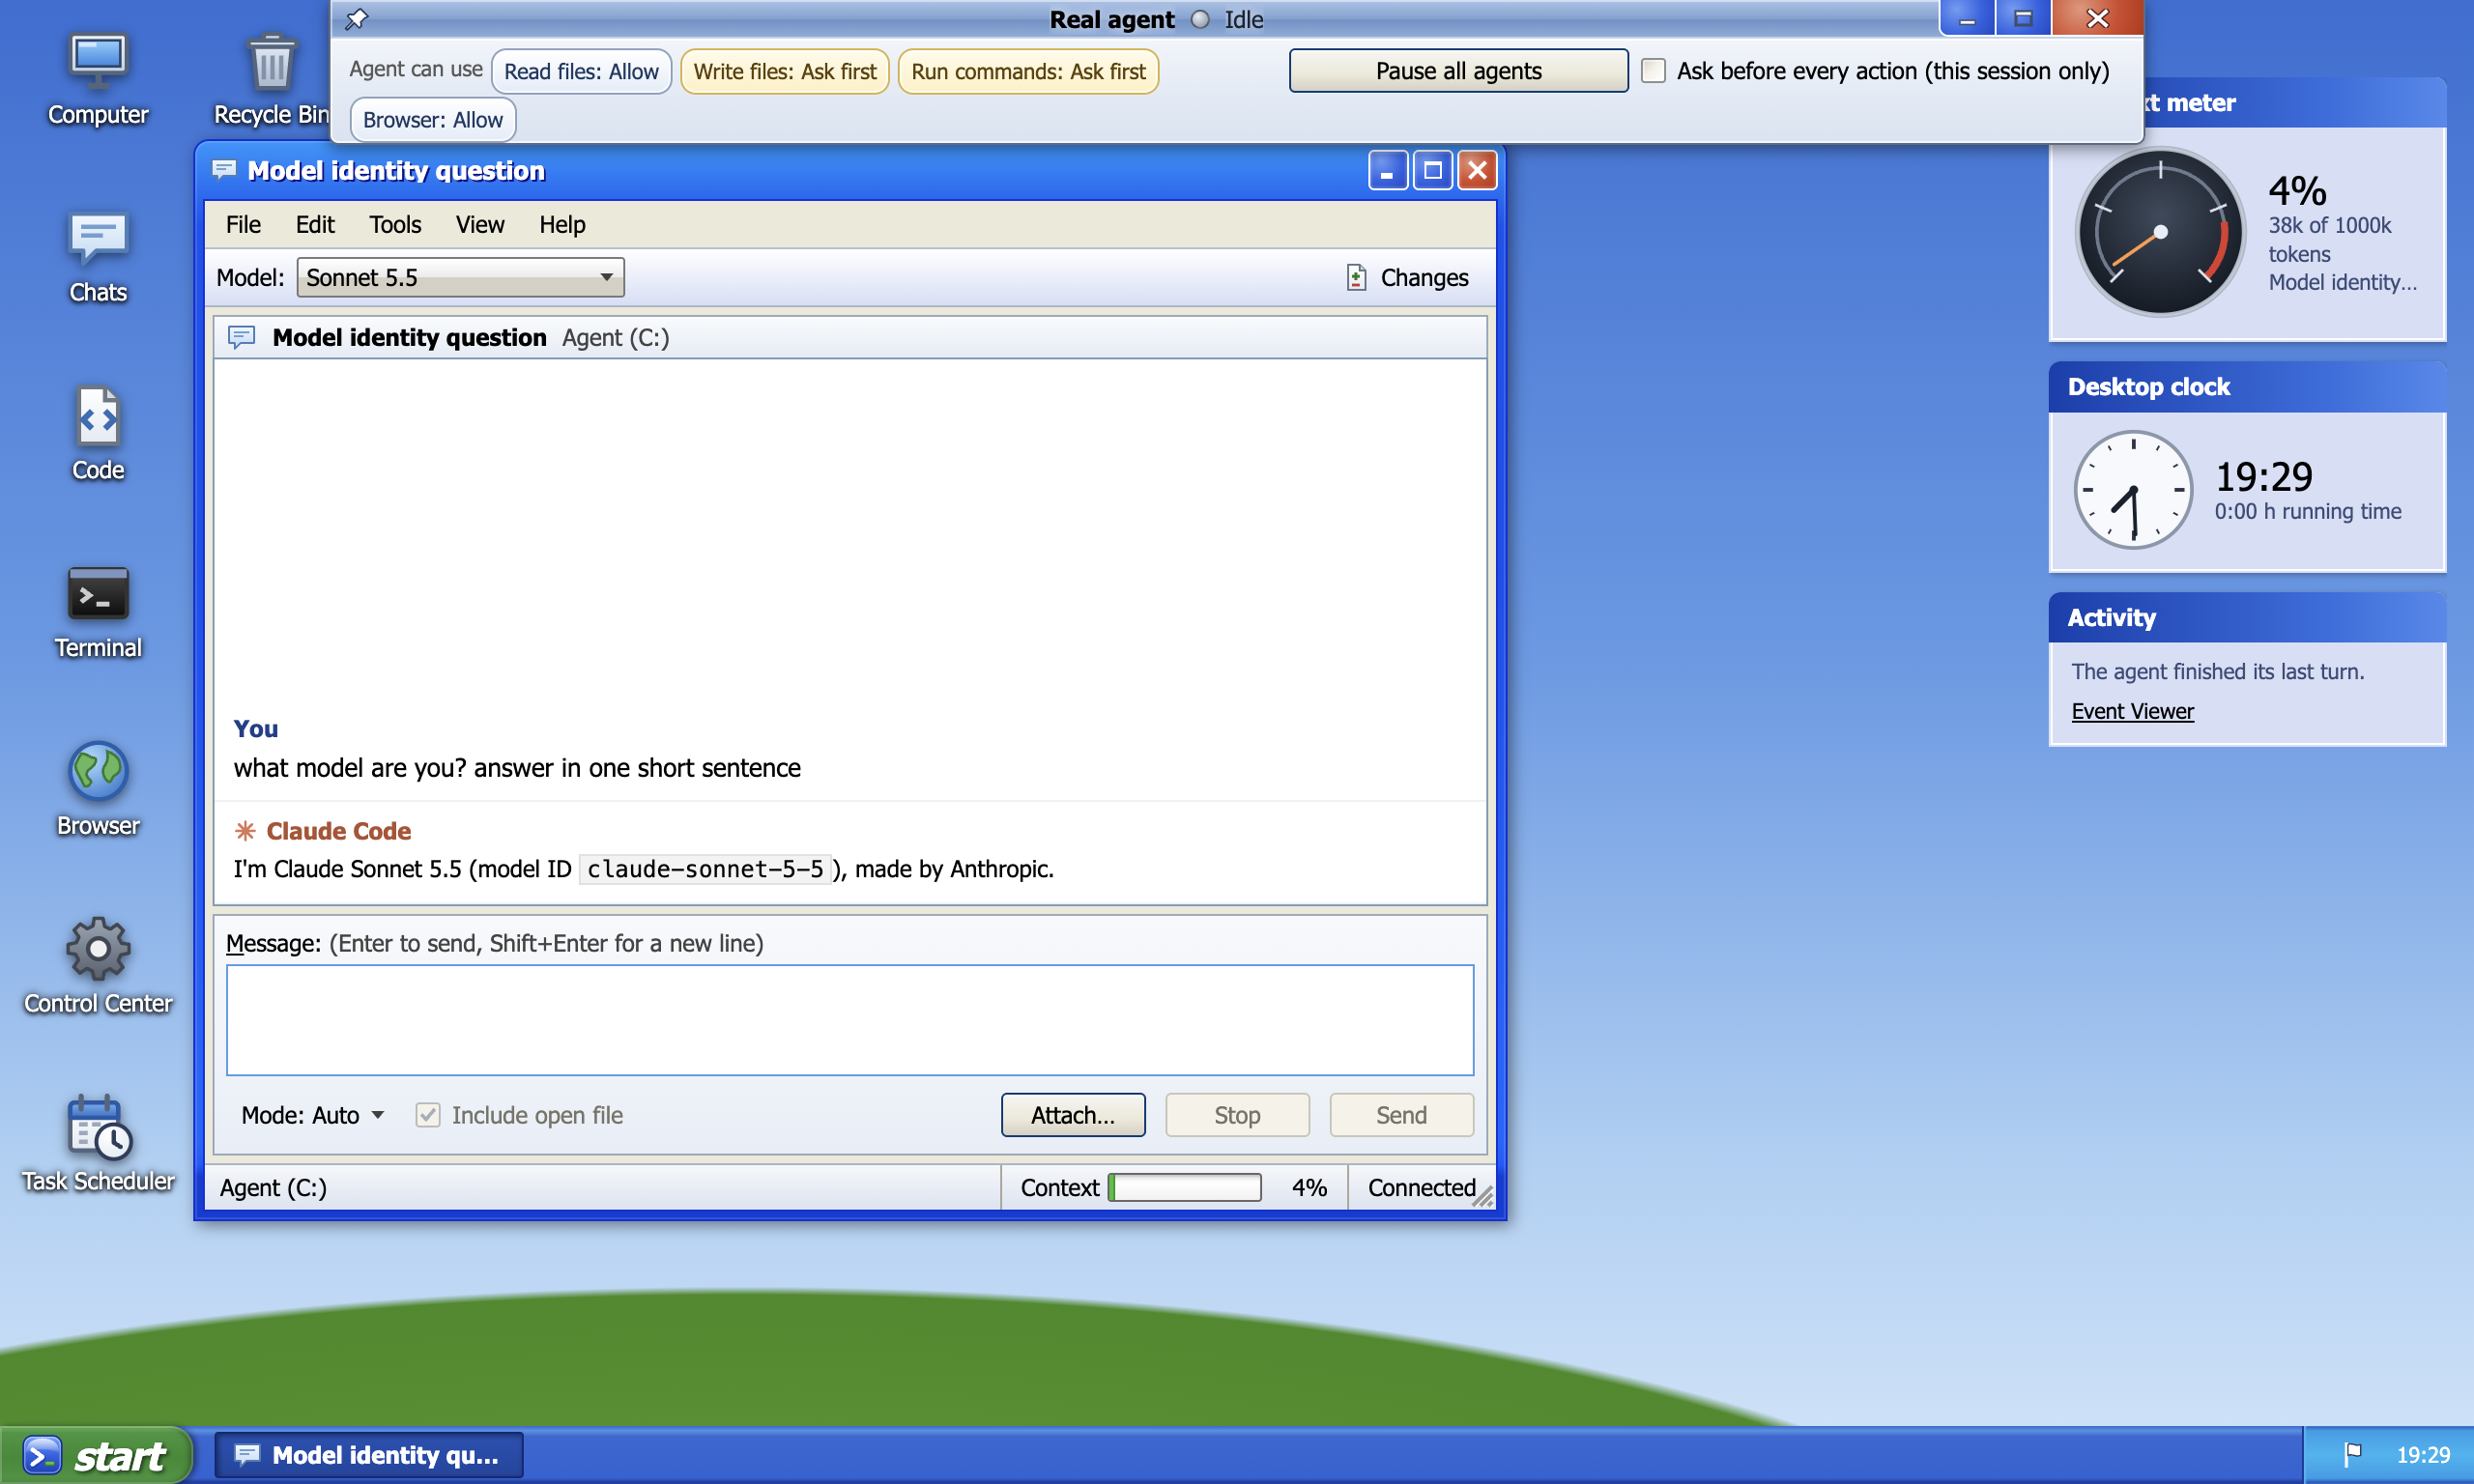 Real agent Idle
Agent can use Read files: Allow Write files: Ask first Run commands: Ask first
Browser: Allow
Pause all agents Ask before every action (this session only)
Computer
Recycle Bin
Chats
Code
Terminal
Browser
Control Center
Task Scheduler
Model identity question
File Edit Tools View Help
Model: Sonnet 5.5 Changes
Model identity question Agent (C:)
You
what model are you? answer in one short sentence
Claude Code
I'm Claude Sonnet 5.5 (model ID claude-sonnet-5-5), made by Anthropic.
Message: (Enter to send, Shift+Enter for a new line)
Mode: Auto Include open file Attach... Stop Send
Agent (C:) Context 4% Connected
meter
4%
38k of 1000k
tokens
Model identity...
Desktop clock
19:29
0:00 h running time
Activity
The agent finished its last turn.
Event Viewer
start Model identity qu... 19:29